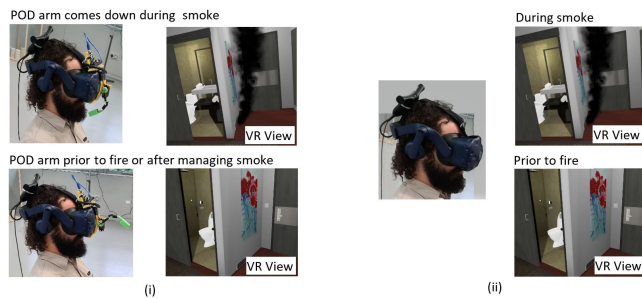 POD arm comes down during smoke
VR View
POD arm prior to fire or after managing smoke
VR View
(i)
During smoke
VR View
Prior to fire
VR View
(ii)